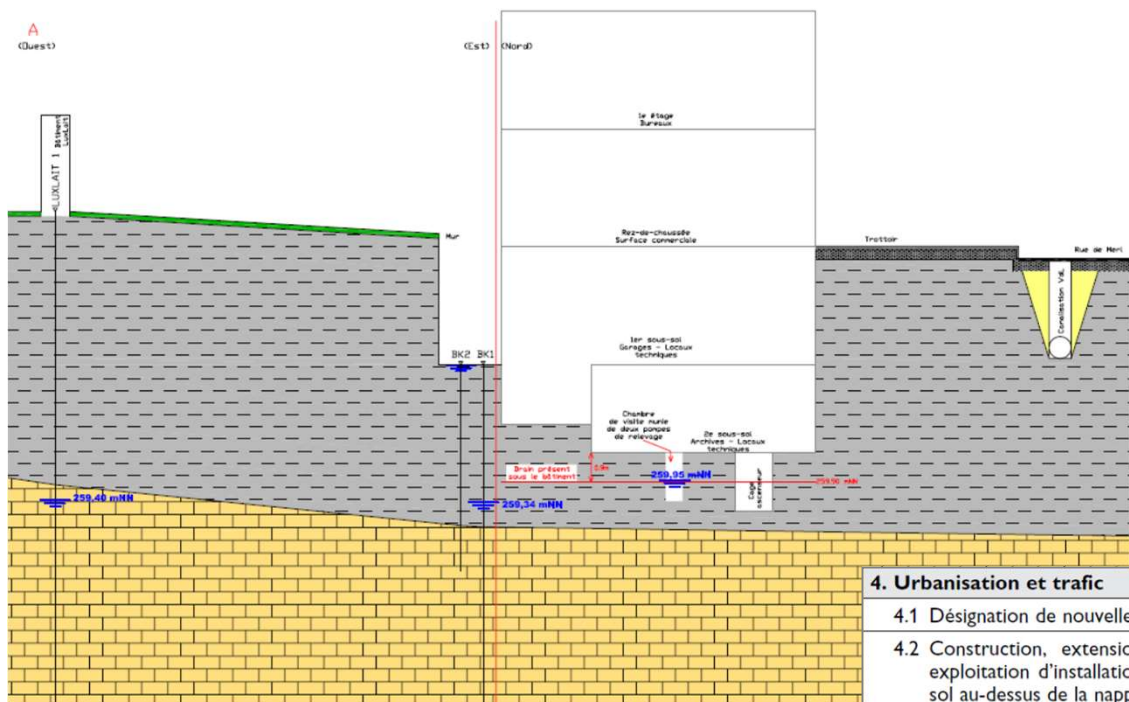 A
(Ouest)
(Est)
(Nord)
1e étage
Bureaux
LUXLAIT 1
Bâtiment
LuxLait
Mur
Rez-de-chaussée
Surface commerciale
Trottoir
Rue de Merl
Canalisation VdL
1er sous-sol
Garages - Locaux
techniques
BK2
BK1
Chambre
de visite munie
de deux pompes
de relevage
2e sous-sol
Archives - Locaux
techniques
Drain présent
sous le bâtiment
259,95 mNN
259,90 mNN
Cage
ascenseur
259,40 mNN
259,34 mNN
4. Urbanisation et trafic
4.1 Désignation de nouvelle
4.2 Construction, extensio
exploitation d'installatio
sol au-dessus de la napp